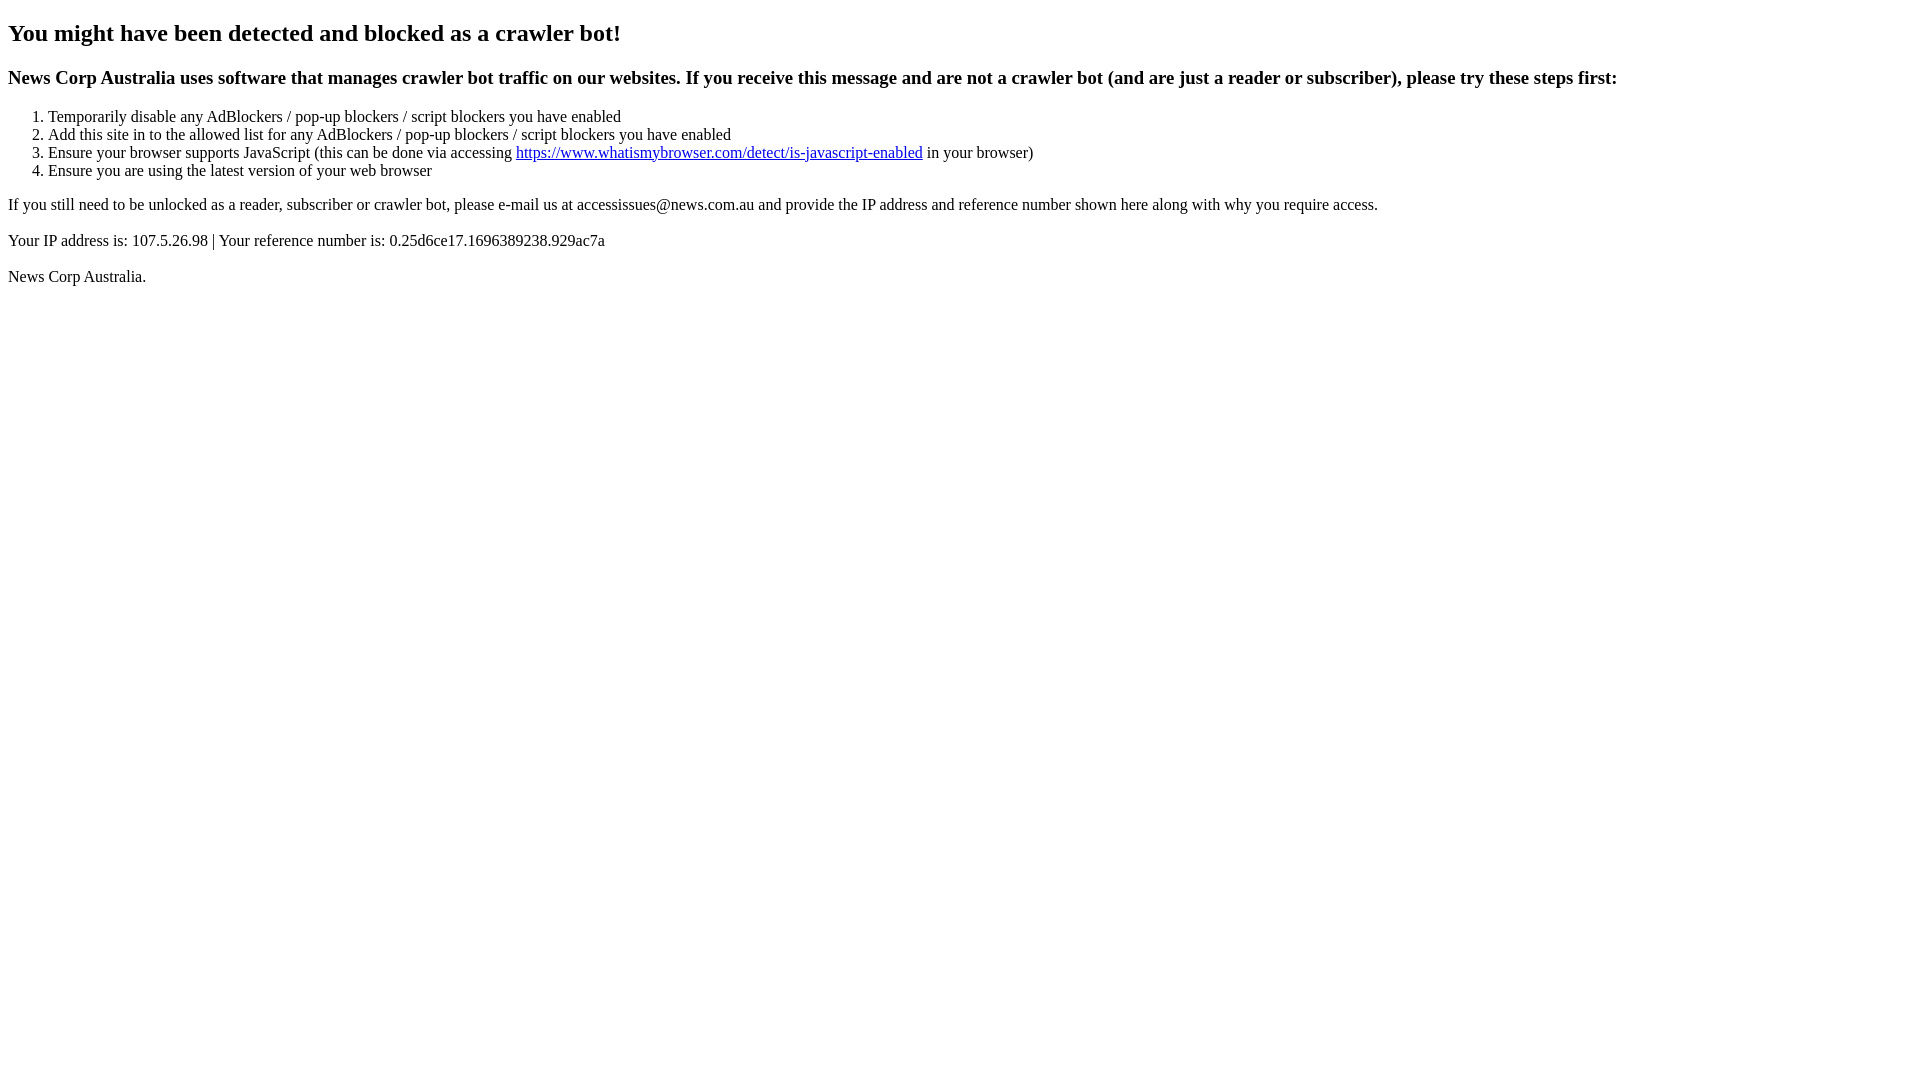 You might have been detected and blocked as a crawler bot!
News Corp Australia uses software that manages crawler bot traffic on our websites. If you receive this message and are not a crawler bot (and are just a reader or subscriber), please try these steps first:
1. Temporarily disable any AdBlockers / pop-up blockers / script blockers you have enabled
2. Add this site in to the allowed list for any AdBlockers / pop-up blockers / script blockers you have enabled
3. Ensure your browser supports JavaScript (this can be done via accessing https://www.whatismybrowser.com/detect/is-javascript-enabled in your browser)
4. Ensure you are using the latest version of your web browser
If you still need to be unlocked as a reader, subscriber or crawler bot, please e-mail us at accessissues@news.com.au and provide the IP address and reference number shown here along with why you require access.
Your IP address is: 107.5.26.98 | Your reference number is: 0.25d6ce17.1696389238.929ac7a
News Corp Australia.